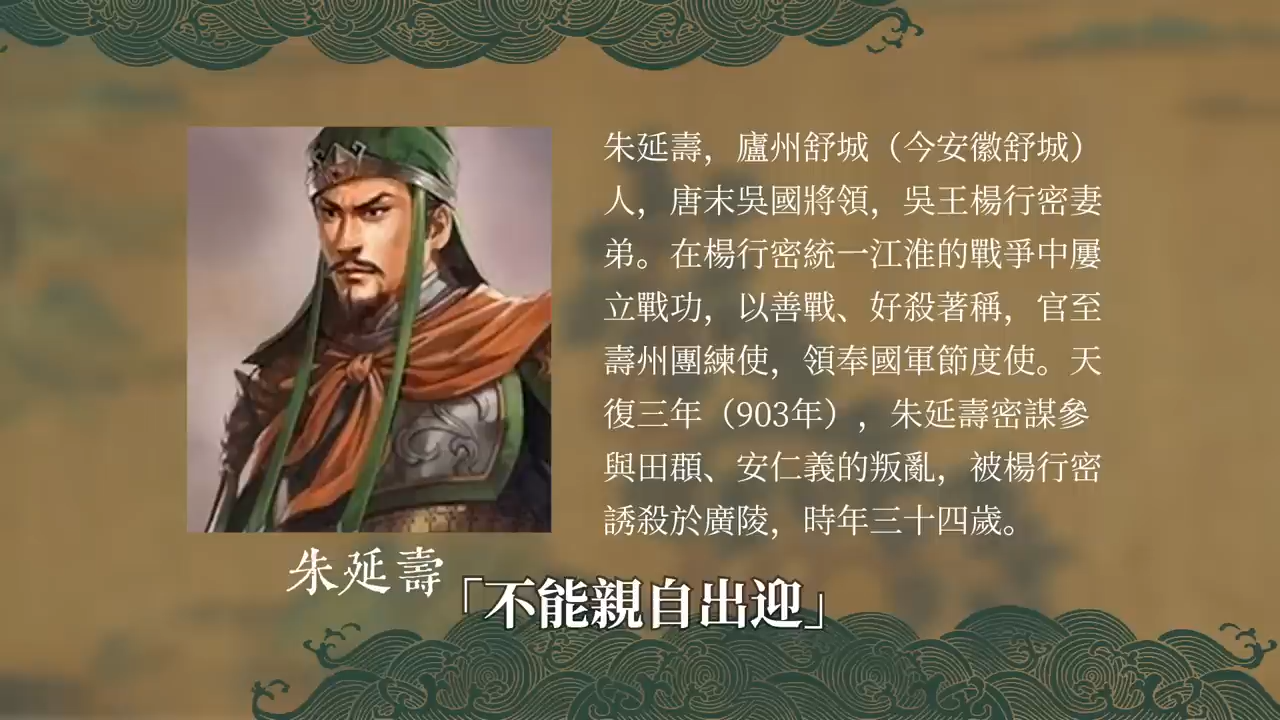 朱延壽，廬州舒城（今安徽舒城）
人，唐末吳國將領，吳王楊行密妻
弟。在楊行密統一江淮的戰爭中屢
立戰功，以善戰、好殺著稱，官至
壽州團練使，領奉國軍節度使。天
復三年（903年），朱延壽密謀參
與田頵、安仁義的叛亂，被楊行密
誘殺於廣陵，時年三十四歲。
朱延壽
「不能親自出迎」